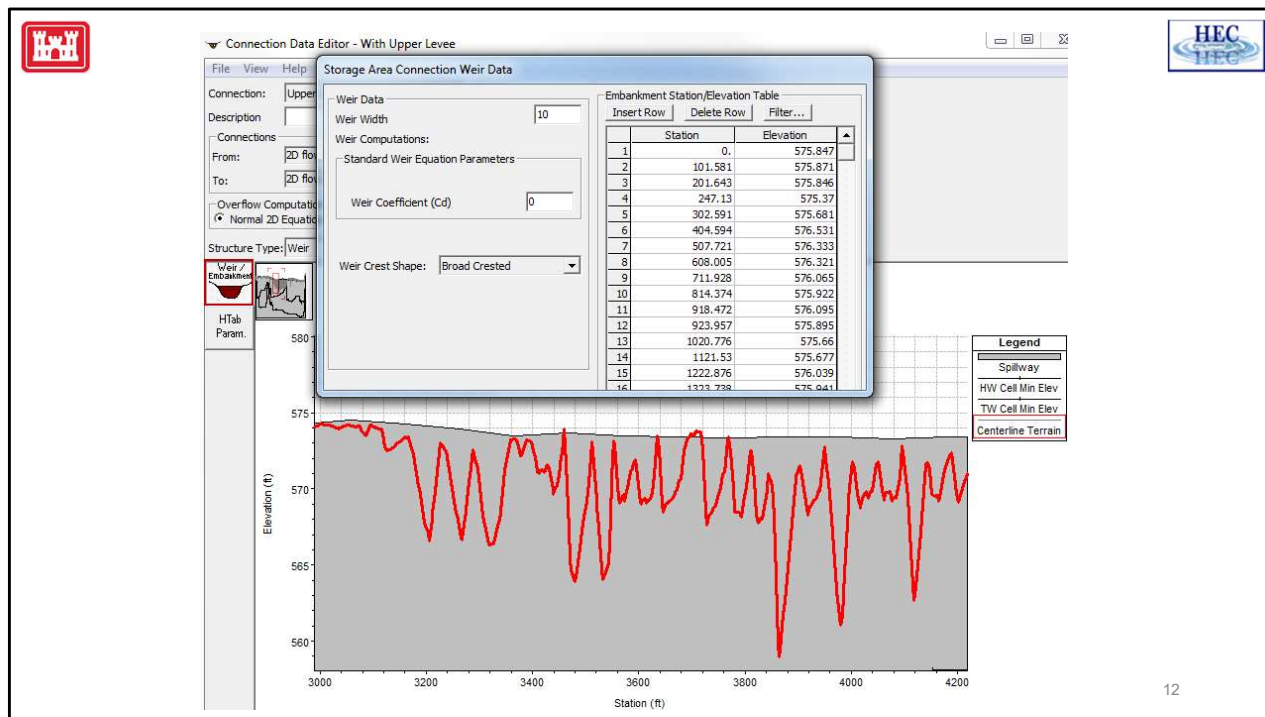 HEC
Connection Data Editor - With Upper Levee
File View Help
Connection: Upper
Description
Connections
From: 2D flo
To: 2D flo
Overflow Computatio
Normal 2D Equatio
Structure Type: Weir
Weir / Embankment
HTab Param.
Storage Area Connection Weir Data
Weir Data
Weir Width 10
Weir Computations:
Standard Weir Equation Parameters
Weir Coefficient (Cd) 0
Weir Crest Shape: Broad Crested
Embankment Station/Elevation Table
Insert Row Delete Row Filter...
Station Elevation
1 0. 575.847
2 101.581 575.871
3 201.643 575.846
4 247.13 575.37
5 302.591 575.681
6 404.594 576.531
7 507.721 576.333
8 608.005 576.321
9 711.928 576.065
10 814.374 575.922
11 918.472 576.095
12 923.957 575.895
13 1020.776 575.66
14 1121.53 575.677
15 1222.876 576.039
16 1323.738 575.941
580
575
570
565
560
Elevation (ft)
3000 3200 3400 3600 3800 4000 4200
Station (ft)
Legend
Spillway
HW Cell Min Elev
TW Cell Min Elev
Centerline Terrain
12